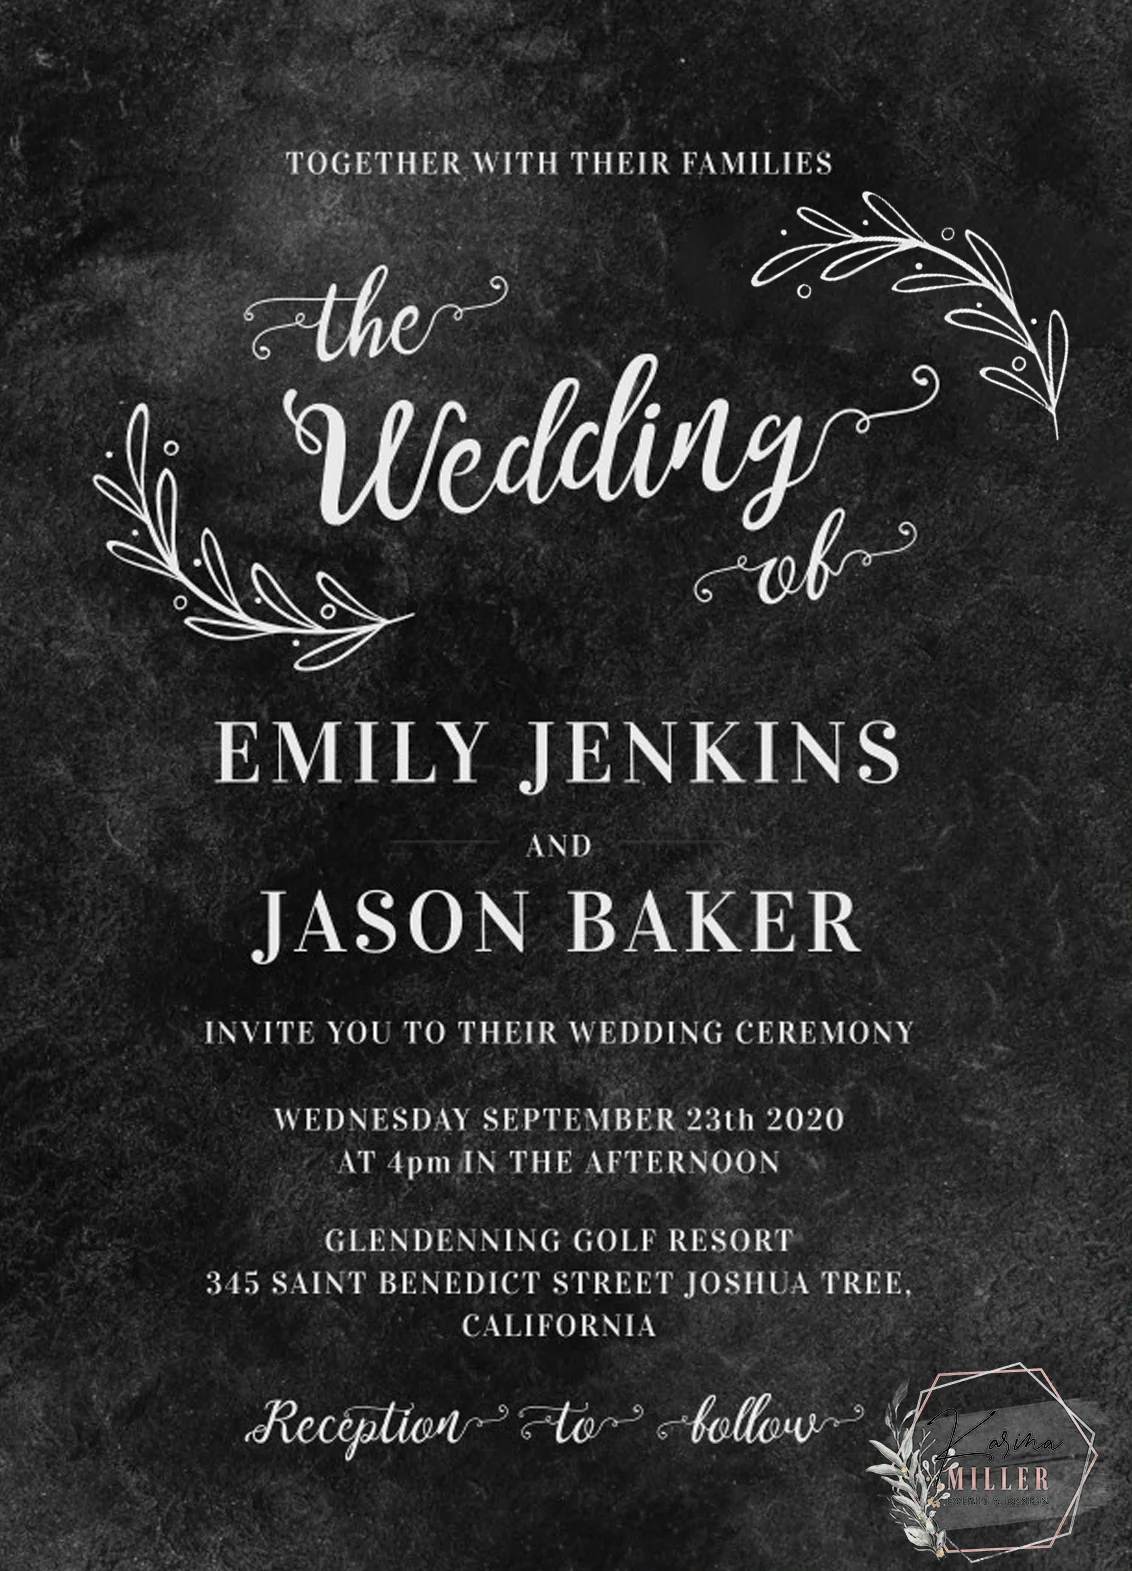 TOGETHER WITH THEIR FAMILIES
the
Wedding
of
EMILY JENKINS
AND
JASON BAKER
INVITE YOU TO THEIR WEDDING CEREMONY
WEDNESDAY SEPTEMBER 23th 2020
AT 4pm IN THE AFTERNOON
GLENDENNING GOLF RESORT
345 SAINT BENEDICT STREET JOSHUA TREE,
CALIFORNIA
Reception to follow
Karina
MILLER
EVENTS & DESIGN